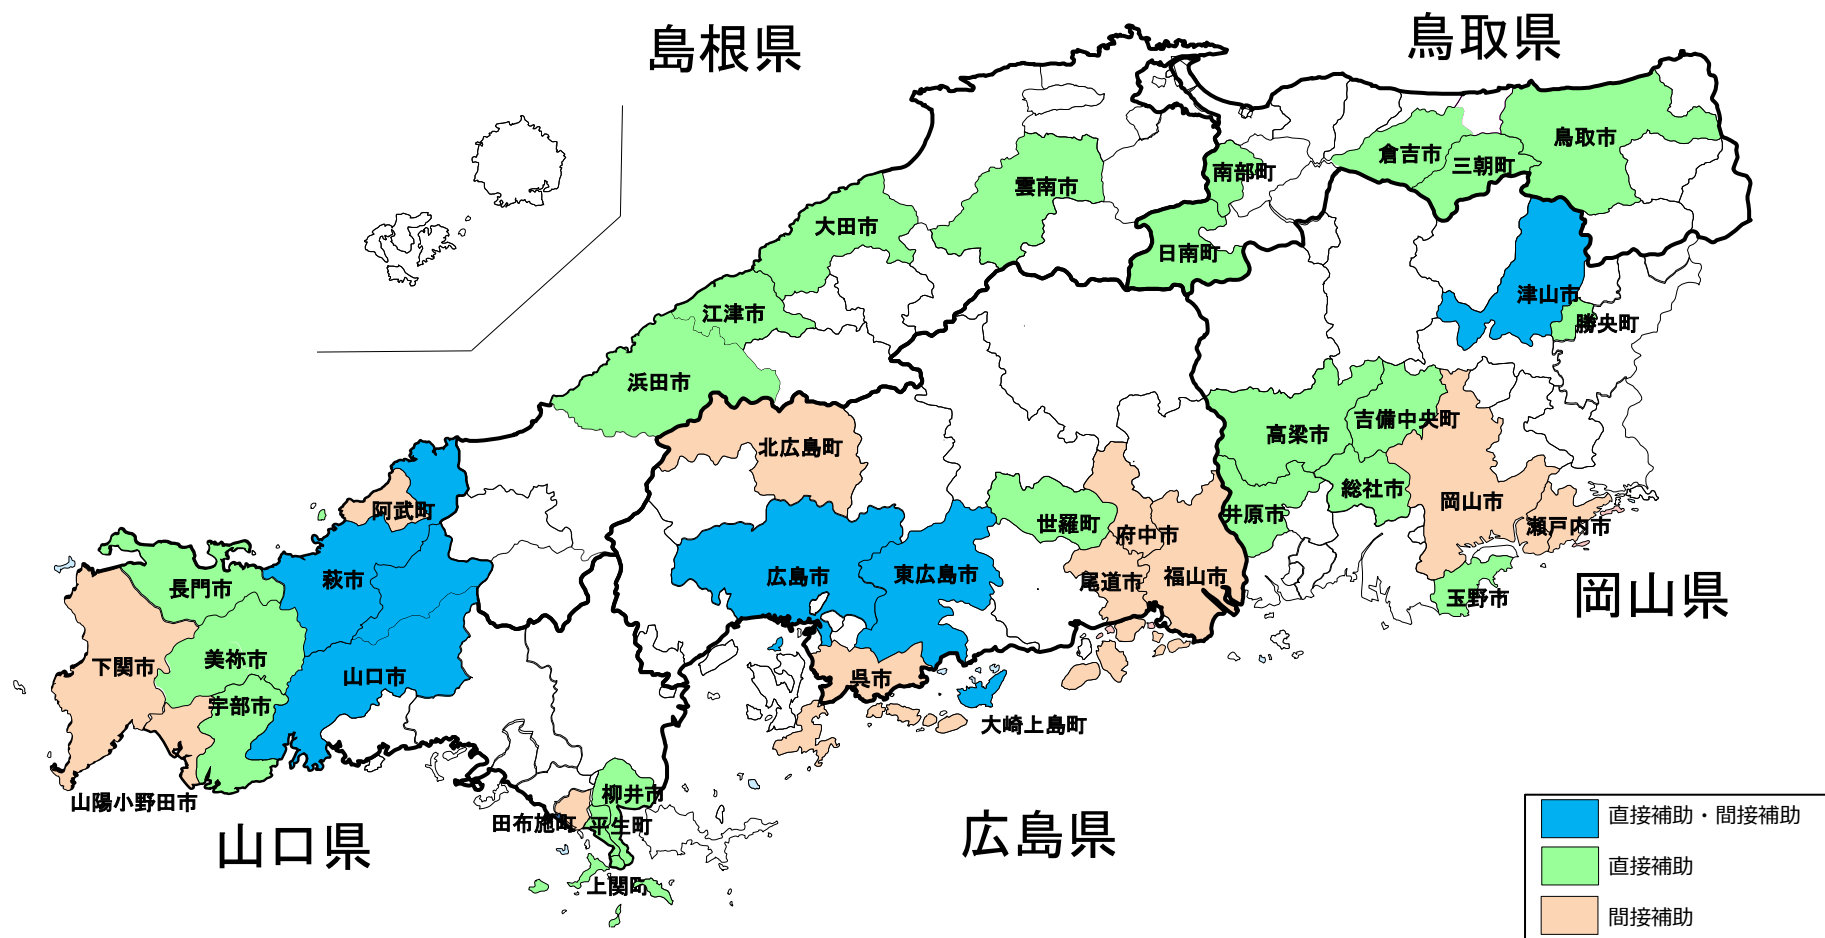 島根県
鳥取県
鳥取市
倉吉市
三朝町
南部町
雲南市
大田市
日南町
津山市
江津市
勝央町
浜田市
吉備中央町
高梁市
北広島町
総社市
岡山市
阿武町
井原市
世羅町
瀬戸内市
府中市
広島市
東広島市
尾道市
福山市
萩市
長門市
玉野市
岡山県
美祢市
下関市
山口市
呉市
宇部市
大崎上島町
柳井市
山陽小野田市
田布施町
平生町
広島県
山口県
上関町
直接補助・間接補助
直接補助
間接補助